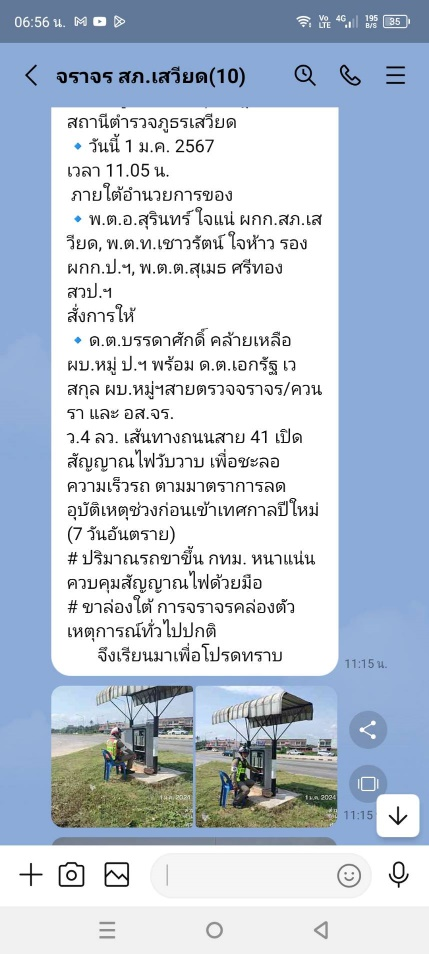 06:56 น.
Vo LTE 4G 195 B/S 35
จราจร สภ.เสวียด(10)
สถานีตำรวจภูธรเสวียด
🔹วันนี้ 1 ม.ค. 2567
เวลา 11.05 น.
ภายใต้อำนวยการของ
🔹พ.ต.อ.สุรินทร์ ใจแน่ ผกก.สภ.เส
วียด, พ.ต.ท.เชาวรัตน์ ใจห้าว รอง
ผกก.ป.ฯ, พ.ต.ต.สุเมธ ศรีทอง
สวป.ฯ
สั่งการให้
🔹ด.ต.บรรดาศักดิ์ คล้ายเหลือ
ผบ.หมู่ ป.ฯ พร้อม ด.ต.เอกรัฐ เว
สกุล ผบ.หมู่ฯสายตรวจจราจร/ควน
รา และ อส.จร.
ว.4 ลว. เส้นทางถนนสาย 41 เปิด
สัญญาณไฟวับวาบ เพื่อชะลอ
ความเร็วรถ ตามมาตราการลด
อุบัติเหตุช่วงก่อนเข้าเทศกาลปีใหม่
(7 วันอันตราย)
# ปริมาณรถขาขึ้น กทม. หนาแน่น
ควบคุมสัญญาณไฟด้วยมือ
# ขาล่องใต้ การจราจรคล่องตัว
เหตุการณ์ทั่วไปปกติ
จึงเรียนมาเพื่อโปรดทราบ
11:15 น.
1 ม.ค. 2024
1 ม.ค. 2024
11:15